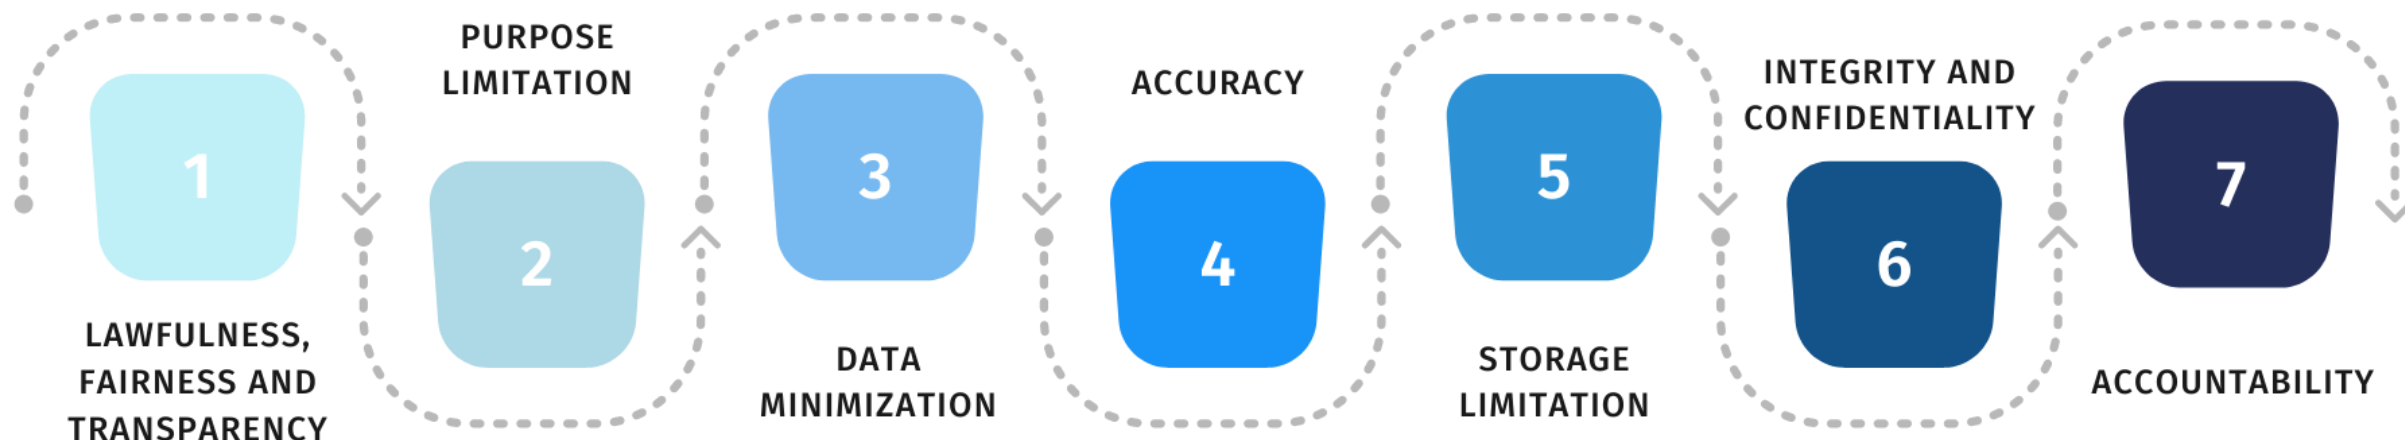 1
LAWFULNESS,
FAIRNESS AND
TRANSPARENCY
PURPOSE
LIMITATION
2
3
DATA
MINIMIZATION
ACCURACY
4
5
STORAGE
LIMITATION
INTEGRITY AND
CONFIDENTIALITY
6
7
ACCOUNTABILITY